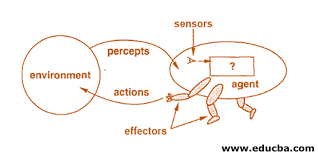 sensors
percepts
?
environment
agent
actions
effectors
www.educba.com